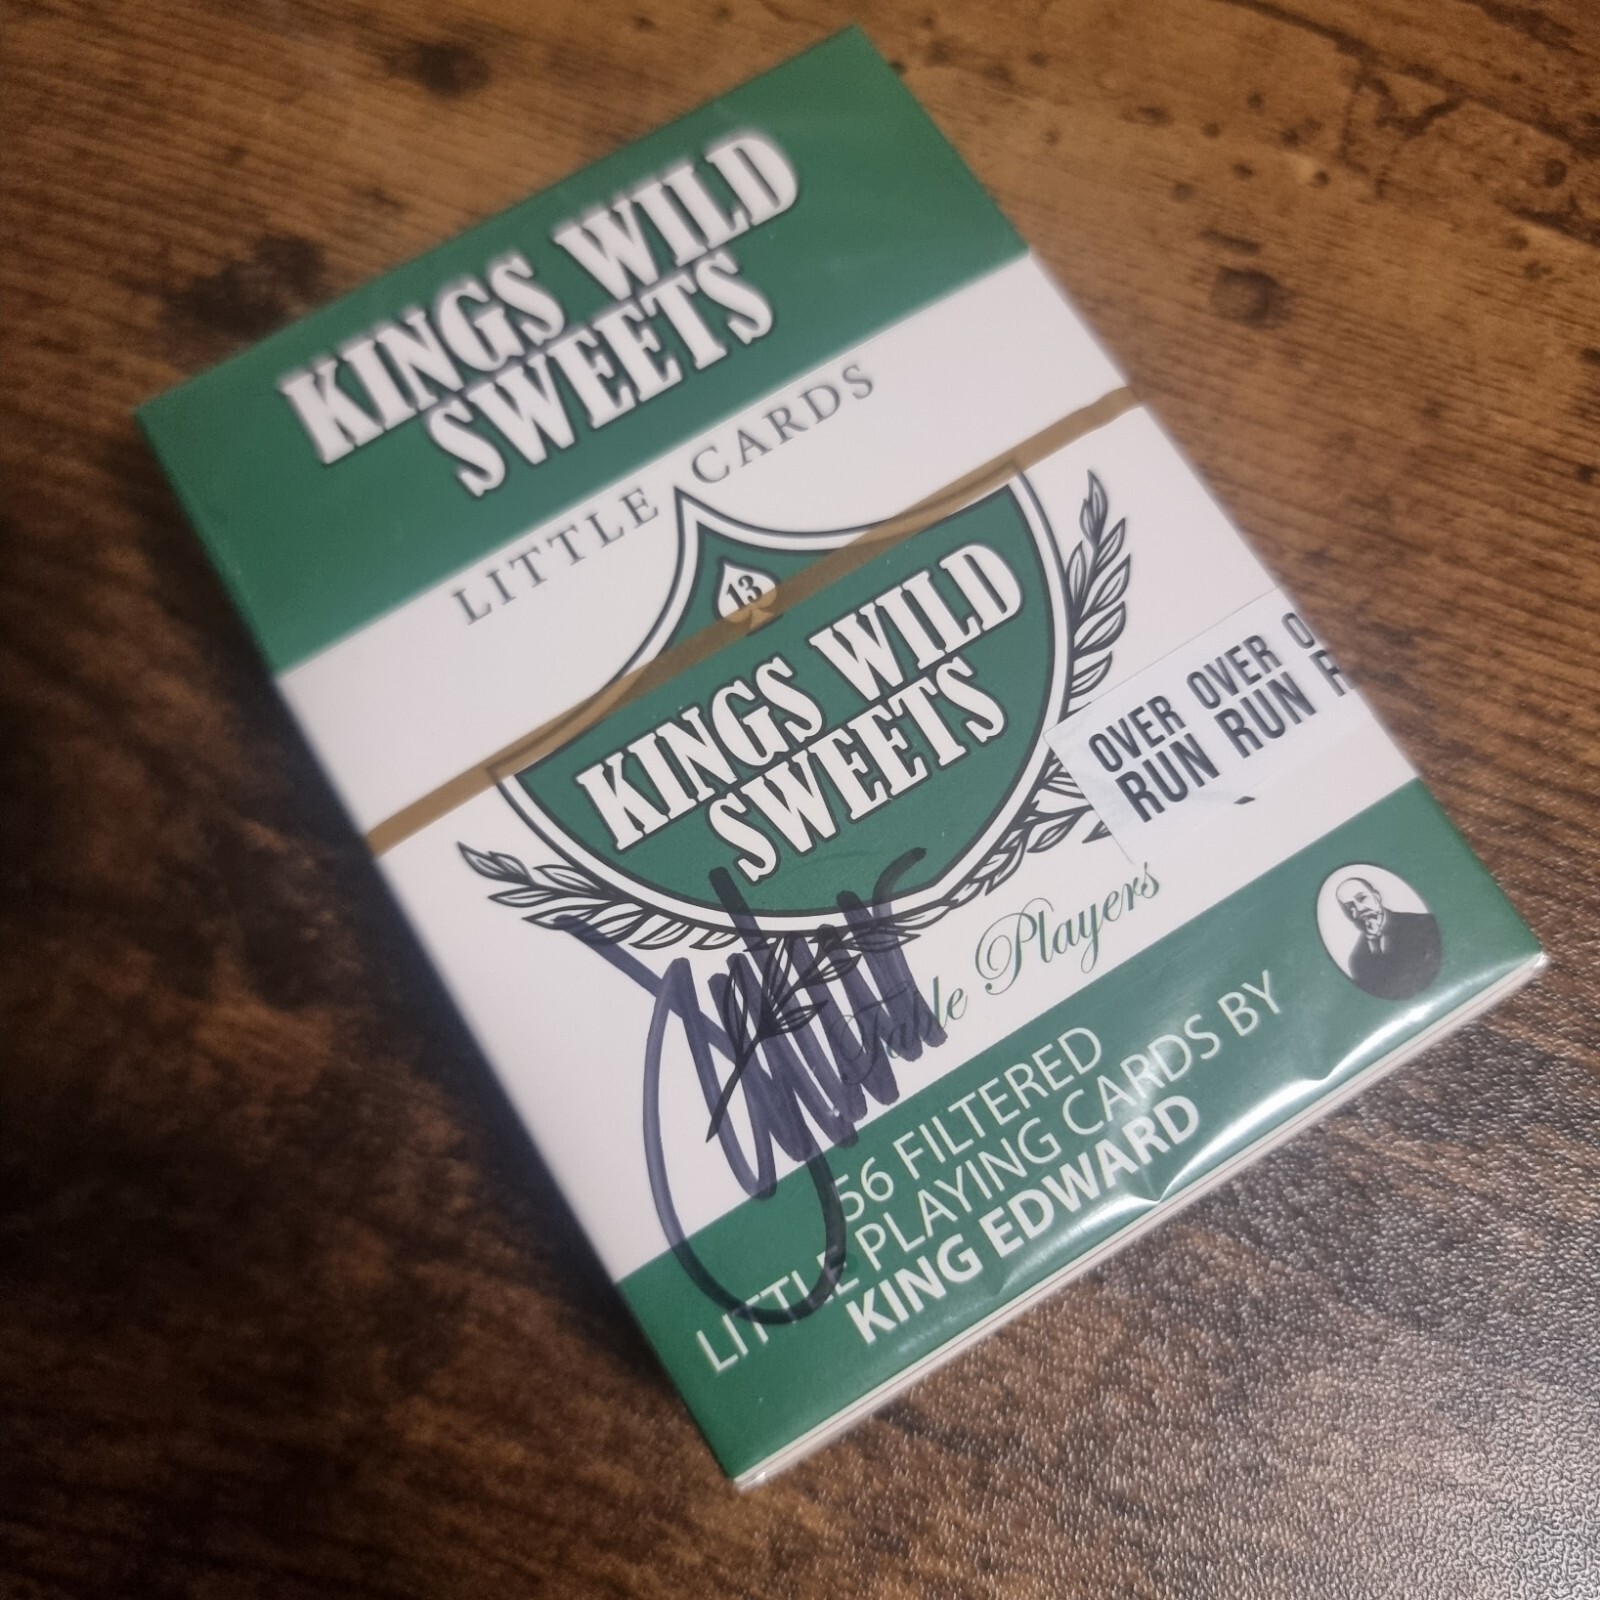 KINGS WILD
SWEETS
LITTLE CARDS
13
KINGS WILD
SWEETS
OVER OVER
RUN RUN
Table Players
56 FILTERED
LITTLE PLAYING CARDS BY
KING EDWARD